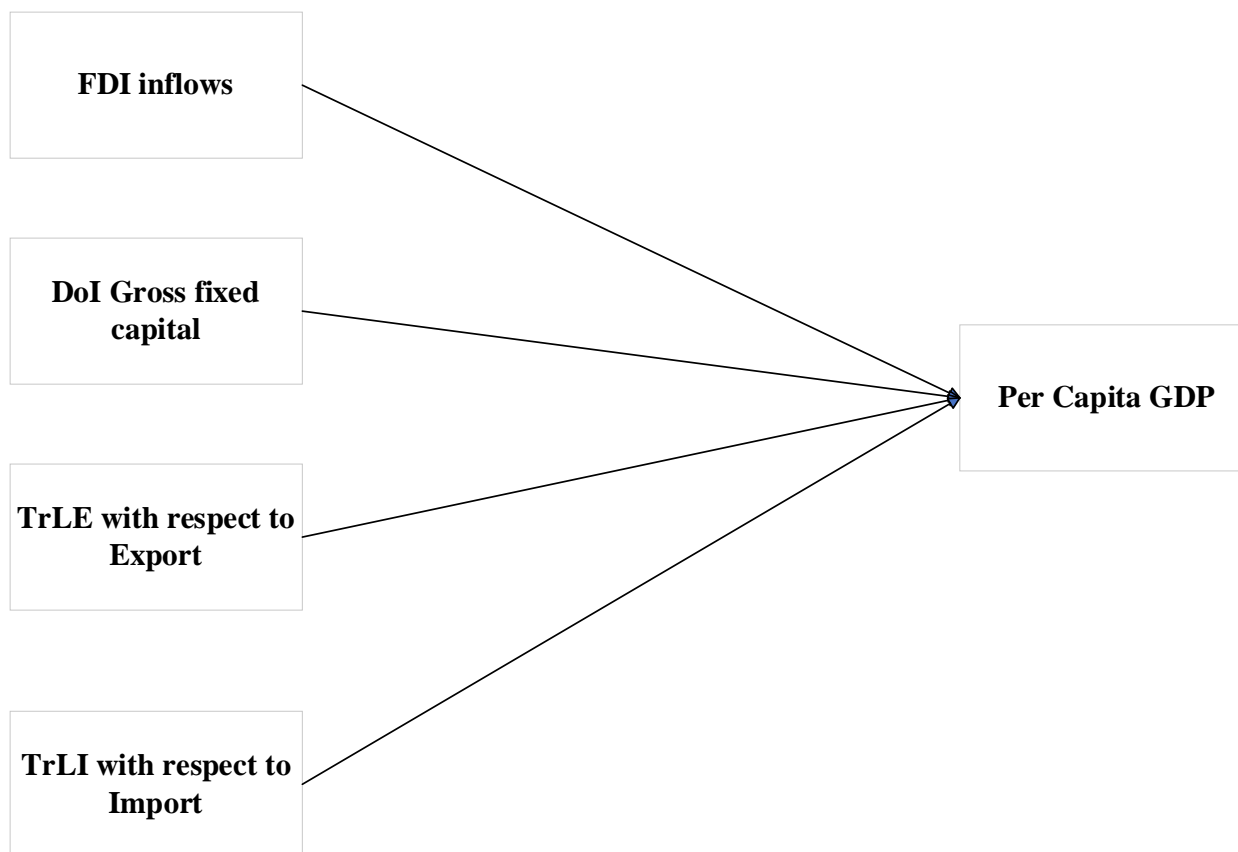 FDI inflows
DoI Gross fixed
capital
TrLE with respect to
Export
TrLI with respect to
Import
Per Capita GDP